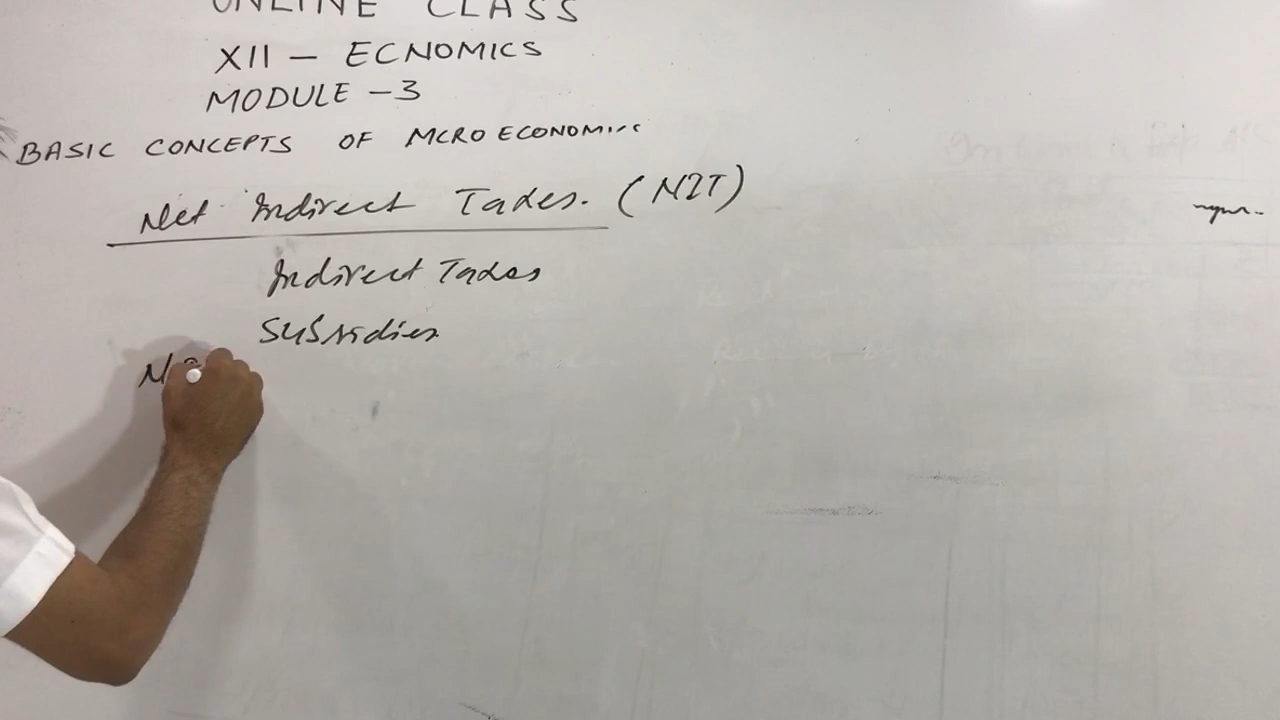 ONLINE CLASS
XII - ECNOMICS
MODULE -3
BASIC CONCEPTS OF MCRO ECONOMICS
Net Indirect Taxes. (NIT)
Indirect Taxes
Subsidies